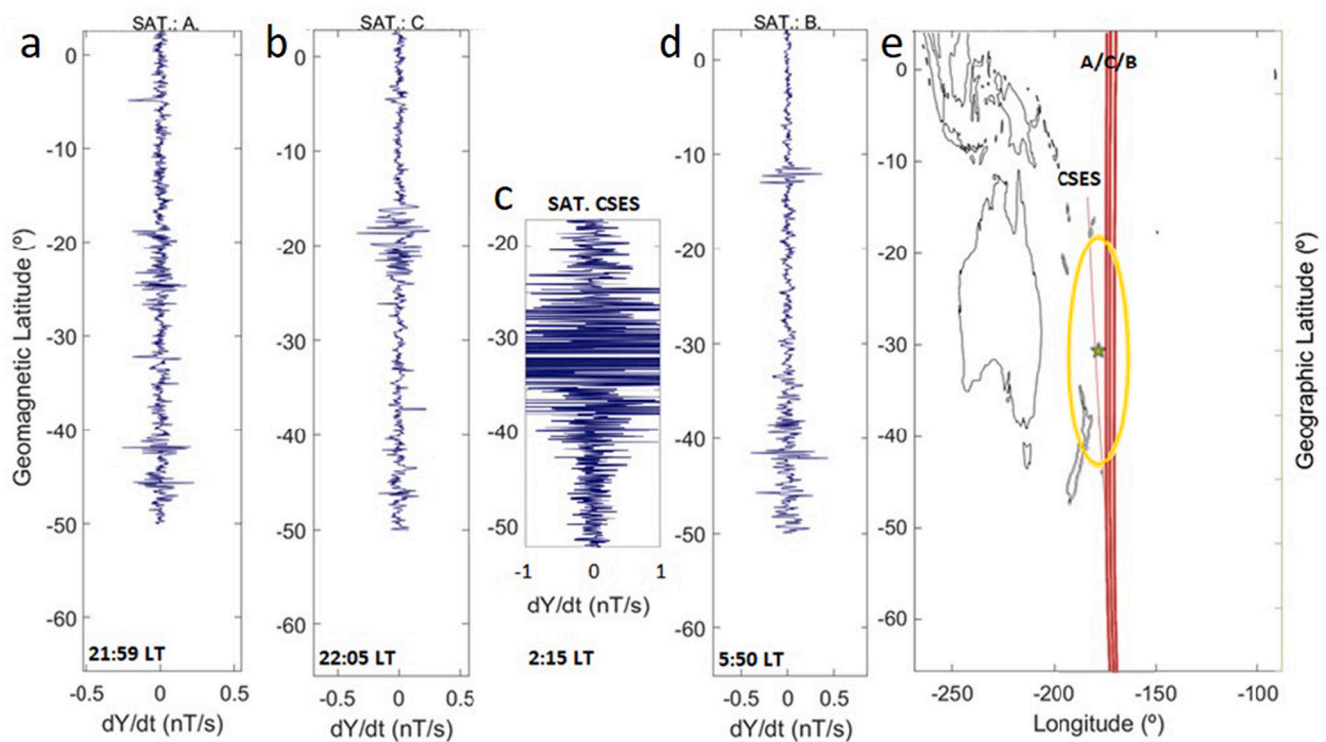 a
SAT.: A.
0
-10
-20
-30
-40
-50
-60
21:59 LT
-0.5 0 0.5
dY/dt (nT/s)
Geomagnetic Latitude (º)
b
SAT.: C
0
-10
-20
-30
-40
-50
-60
22:05 LT
-0.5 0 0.5
dY/dt (nT/s)
c
SAT. CSES
-20
-30
-40
-50
-1 0 1
dY/dt (nT/s)
2:15 LT
d
SAT.: B.
0
-10
-20
-30
-40
-50
-60
5:50 LT
-0.5 0 0.5
dY/dt (nT/s)
e
A/C/B
CSES
0
-10
-20
-30
-40
-50
-60
-250 -200 -150 -100
Longitude (º)
Geographic Latitude (º)